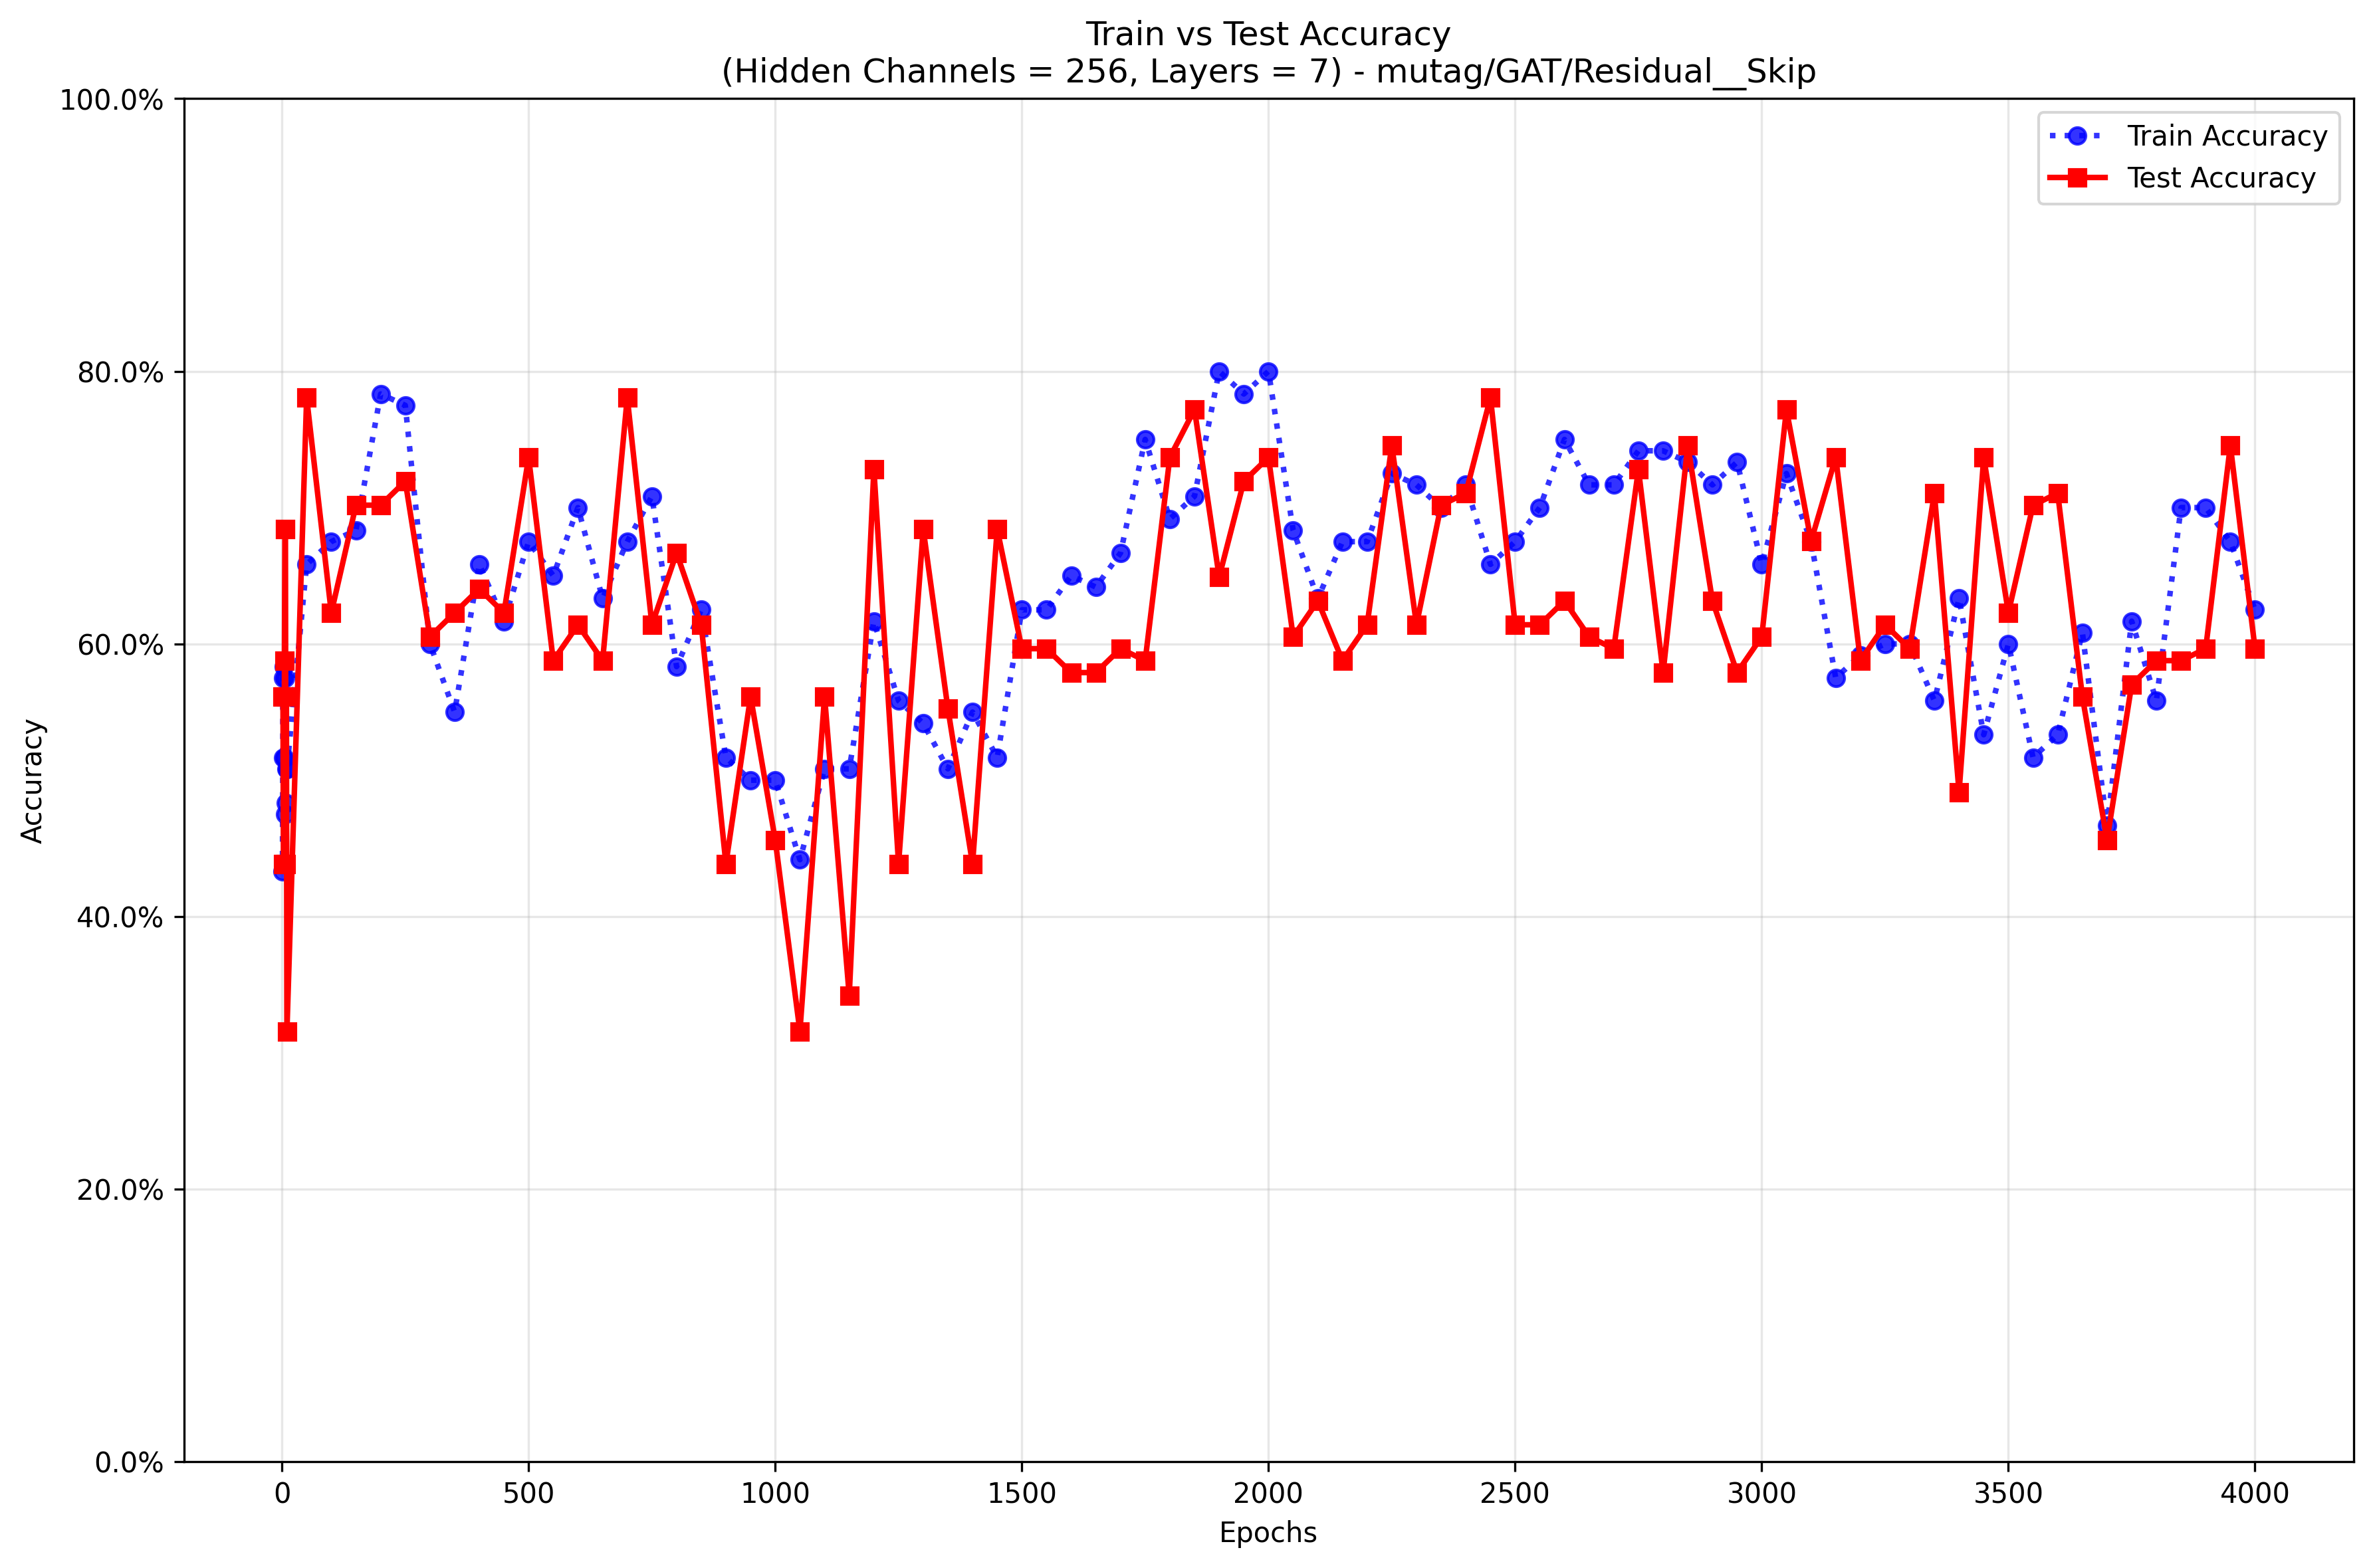 Train vs Test Accuracy
(Hidden Channels = 256, Layers = 7) - mutag/GAT/Residual__Skip
100.0%
80.0%
60.0%
40.0%
20.0%
0.0%
Accuracy
Train Accuracy
Test Accuracy
0 500 1000 1500 2000 2500 3000 3500 4000
Epochs